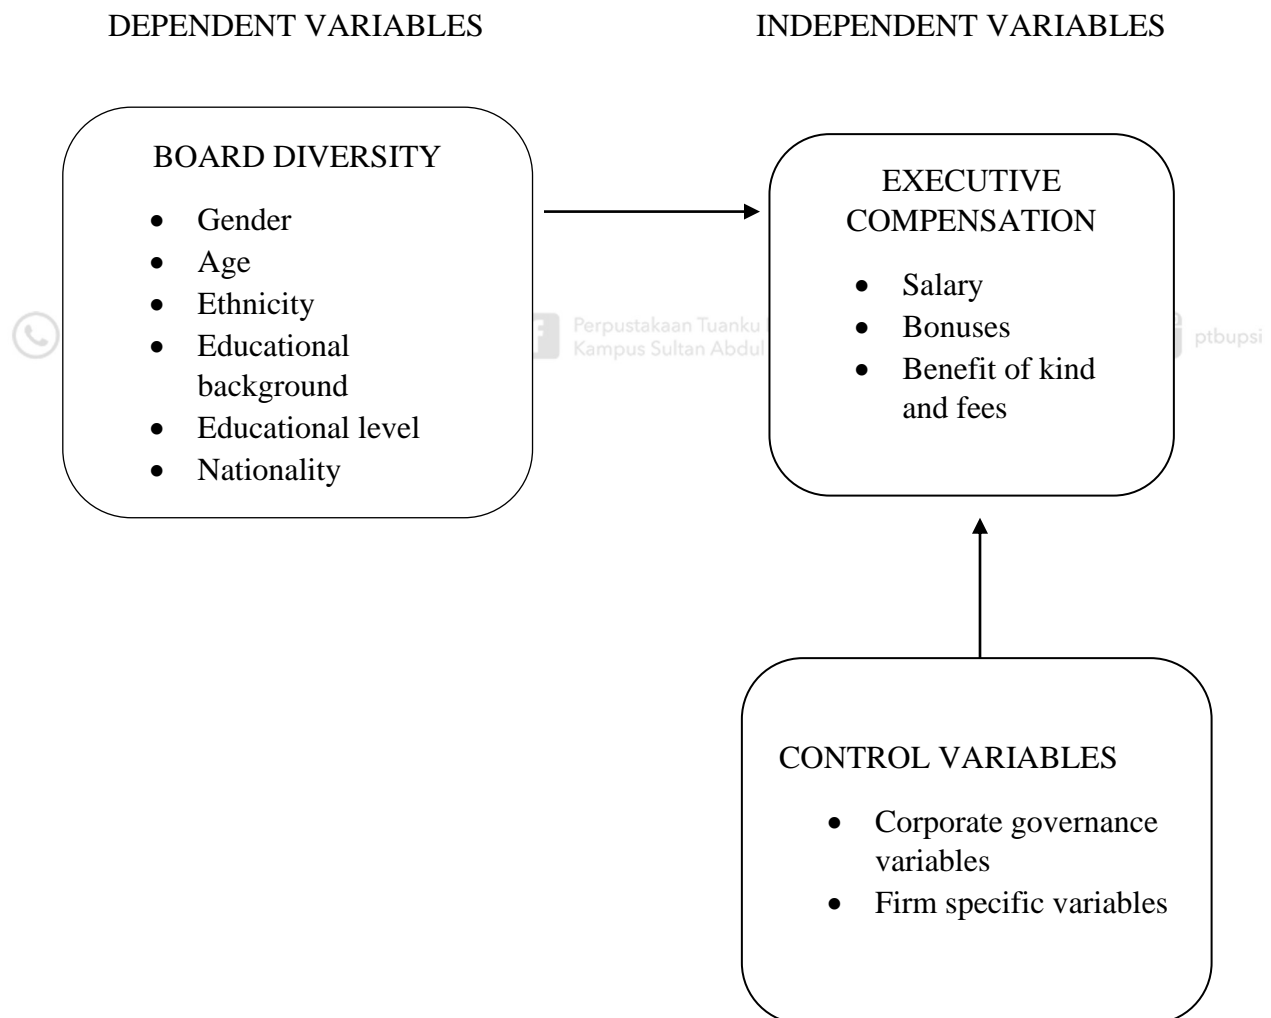 DEPENDENT VARIABLES
INDEPENDENT VARIABLES
BOARD DIVERSITY
• Gender
• Age
• Ethnicity
• Educational
background
• Educational level
• Nationality
EXECUTIVE
COMPENSATION
• Salary
• Bonuses
• Benefit of kind
and fees
Perpustakaan Tuanku
Kampus Sultan Abdul
ptbupsi
CONTROL VARIABLES
• Corporate governance
variables
• Firm specific variables